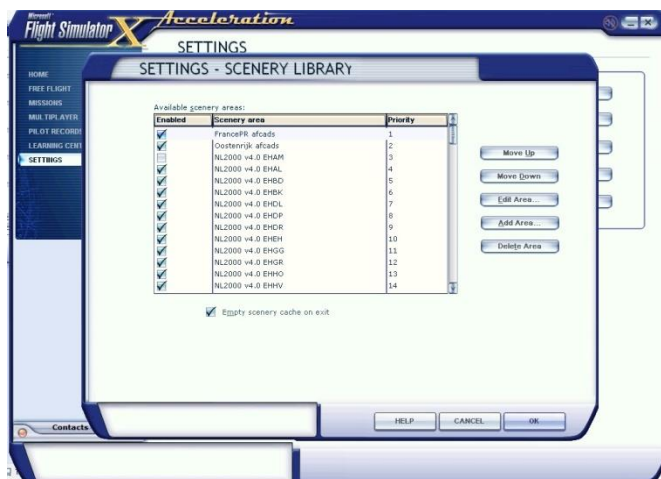 Microsoft
Flight Simulator X Acceleration
SETTINGS
SETTINGS - SCENERY LIBRARY
HOME
FREE FLIGHT
MISSIONS
MULTIPLAYER
PILOT RECORDS
LEARNING CENT
SETTINGS
Available scenery areas:
Enabled Scenery area Priority
FrancePR afcads 1
Oostenrijk afcads 2
NL2000 v4.0 EHAM 3
NL2000 v4.0 EHAL 4
NL2000 v4.0 EHBD 5
NL2000 v4.0 EHBK 6
NL2000 v4.0 EHDL 7
NL2000 v4.0 EHDP 8
NL2000 v4.0 EHDR 9
NL2000 v4.0 EHEH 10
NL2000 v4.0 EHGG 11
NL2000 v4.0 EHGR 12
NL2000 v4.0 EHHO 13
NL2000 v4.0 EHHV 14
Move Up
Move Down
Edit Area...
Add Area...
Delete Area
Empty scenery cache on exit
HELP CANCEL OK
Contacts